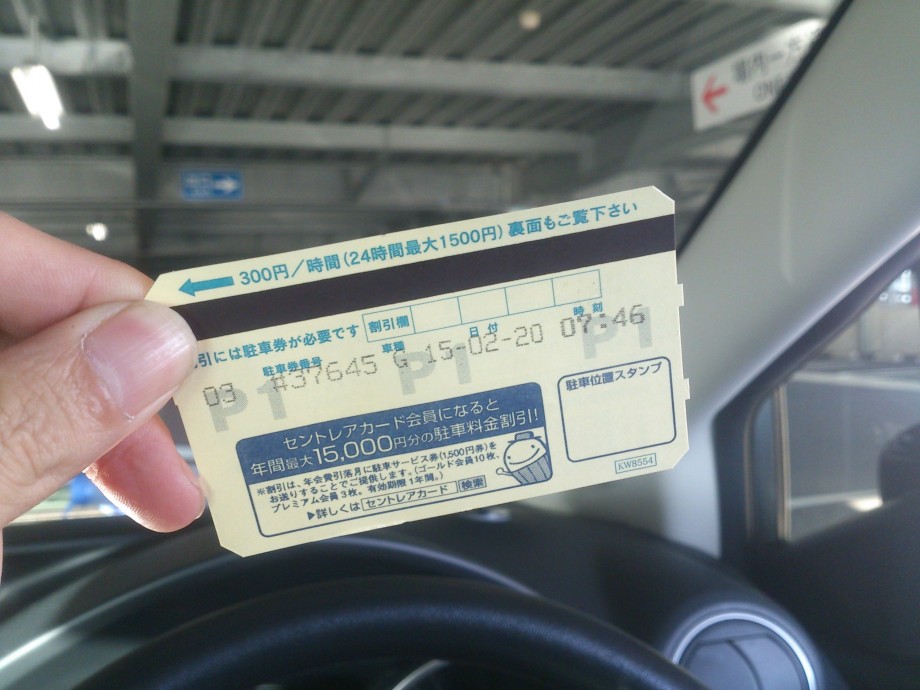 300円/時間(24時間最大1500円) 裏面もご覧下さい
引には駐車券が必要です
割引欄
駐車券番号 車種 日付 時刻
03 #37645 G 15-02-20 07:46
P1 P1 P1
セントレアカード会員になると
年間最大15,000円分の駐車料金割引!
※割引は、年会費引落月に駐車サービス券(1,500円券)を
お送りすることでご提供します。(ゴールド会員10枚、
プレミアム会員3枚。有効期限1年間。)
▶詳しくは セントレアカード 検索
駐車位置スタンプ
KW8554